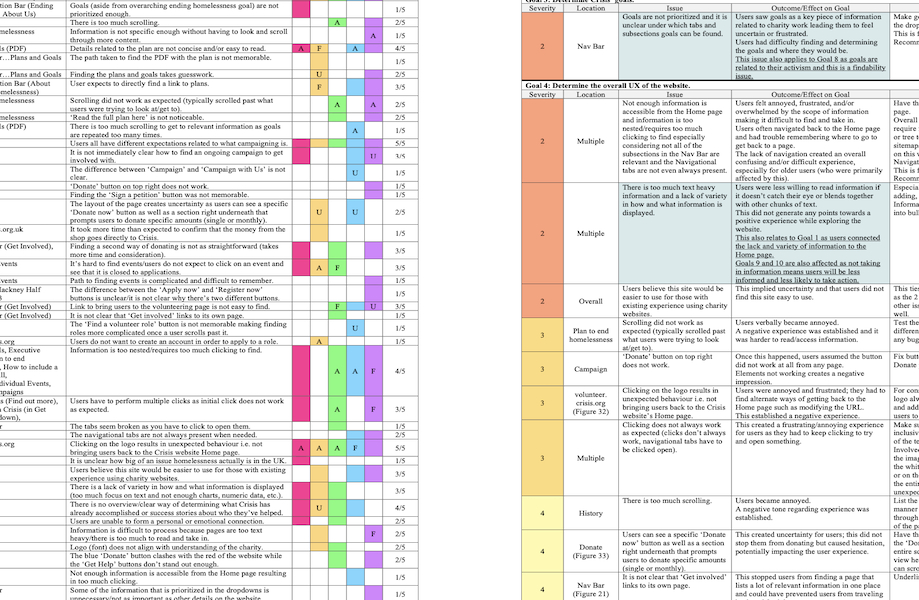 tion Bar (Ending
omelessness)
Goals (aside from overarching ending homelessness goal) are not
prioritized enough.
1/5
There is too much scrolling.
A
2/5
omelessness
Information is not specific enough without having to look and scroll
through more content.
A
1/5
s (PDF)
Details related to the plan are not concise and/or easy to read.
A F A
4/5
r…Plans and Goals
The path taken to find the PDF with the plan is not memorable.
1/5
r…Plans and Goals
Finding the plans and goals takes guesswork.
U
2/5
tion Bar (About
omelessness)
User expects to directly find a link to plans.
F
3/5
omelessness
Scrolling did not work as expected (typically scrolled past what
users were trying to look at/get to).
A A
2/5
omelessness
'Read the full plan here' is not noticeable.
2/5
s (PDF)
There is too much scrolling to get to relevant information as goals
are repeated too many times.
A
1/5
Users all have different expectations related to what campaigning is.
5/5
It is not immediately clear how to find an ongoing campaign to get
involved with.
U
3/5
The difference between 'Campaign' and 'Campaign with Us' is not
clear.
U
1/5
'Donate' button on top right does not work.
1/5
Finding the 'Sign a petition' button was not memorable.
1/5
The layout of the page creates uncertainty as users can see a specific
'Donate now' button as well as a section right underneath that
prompts users to donate specific amounts (single or monthly).
U U
2/5
s.org.uk
It took more time than expected to confirm that the money from the
shop goes directly to Crisis.
1/5
r (Get Involved),
Finding a second way of donating is not as straightforward (takes
more time and consideration).
3/5
vents
It's hard to find events/users do not expect to click on an event and
see that it is closed to applications.
A F
3/5
vents
Path to finding events is complicated and difficult to remember.
1/5
ackney Half
The difference between the 'Apply now' and 'Register now'
buttons is unclear/it is not clear why there's two different buttons.
1/5
r (Get Involved)
Link to bring users to the volunteering page is not easy to find.
F U
3/5
r (Get Involved)
It is not clear that 'Get involved' links to its own page.
1/5
The 'Find a volunteer role' button is not memorable making finding
roles more complicated once a user scrolls past it.
U
1/5
s.org
Users do not want to create an account in order to apply to a role.
A
1/5
ls, Executive
n to end
, How to include a
ll,
dividual Events,
mpaigns
Information is too nested/requires too much clicking to find.
A A F
4/5
s (Find out more),
Crisis (in Get
down),
Users have to perform multiple clicks as initial click does not work
as expected.
A F
3/5
r
The tabs seem broken as you have to click to open them.
1/5
The navigational tabs are not always present when needed.
2/5
s.org
Clicking on the logo results in unexpected behaviour i.e. not
bringing users back to the Crisis website Home page.
A A A F
5/5
It is unclear how big of an issue homelessness actually is in the UK.
1/5
Users believe this site would be easier to use for those with existing
experience using charity websites.
3/5
There is a lack of variety in how and what information is displayed
(too much focus on text and not enough charts, numeric data, etc.).
3/5
There is no overview/clear way of determining what Crisis has
already accomplished or success stories about who they've helped.
U
4/5
Users are unable to form a personal or emotional connection.
2/5
Information is difficult to process because pages are too text
heavy/there is too much to read and take in.
F
2/5
Logo (font) does not align with understanding of the charity.
2/5
The blue 'Donate' button clashes with the red of the website while
the 'Get Help' buttons don't stand out enough.
2/5
Not enough information is accessible from the Home page resulting
in too much clicking.
1/5
r
Some of the information that is prioritized in the dropdowns is
unnecessary/not as important as other details on the website.
1/5
Goal 3: Determine Crisis' goals.
Severity Location Issue Outcome/Effect on Goal
2
Nav Bar
Goals are not prioritized and it is
unclear under which tabs and
subsections goals can be found.
Users saw goals as a key piece of information
related to charity work leading them to feel
uncertain or frustrated.
Users had difficulty finding and determining
the goals and where they would be.
This issue also applies to Goal 8 as goals are
related to their activism and this is a findability
issue.
Make g
the drop
This is f
Recomm
Goal 4: Determine the overall UX of the website.
Severity Location Issue Outcome/Effect on Goal
2
Multiple
Not enough information is
accessible from the Home page
and information is too
nested/requires too much
clicking to find especially
considering not all of the
subsections in the Nav Bar are
relevant and the Navigational
tabs are not even always present.
Users felt annoyed, frustrated, and/or
overwhelmed by the scope of information
making it difficult to find and take in.
Users often navigated back to the Home page
and had trouble remembering where to go to
get back to a page.
The lack of navigation created an overall
confusing and/or difficult experience,
especially for older users (who were primarily
affected by this).
Have th
page.
Overall
require
or tree t
sitemap
on this v
Navigat
This is f
Recomm
2
Multiple
There is too much text heavy
information and a lack of variety
in how and what information is
displayed.
Users were less willing to read information if
it doesn't catch their eye or blends together
with other chunks of text.
This did not generate any points towards a
positive experience while exploring the
website.
This also relates to Goal 1 as users connected
the lack and variety of information to the
Home page.
Goals 9 and 10 are also affected as not taking
in information means users will be less
informed and less likely to take action.
Especia
adding,
Informa
into bul
2
Overall
Users believe this site would be
easier to use for those with
existing experience using charity
websites.
This implied uncertainty and that users did not
find this site easy to use.
This ties
as the 2
other iss
well.
3
Plan to end
homelessness
Scrolling did not work as
expected (typically scrolled past
what users were trying to look
at/get to).
Users verbally became annoyed.
A negative experience was established and it
was harder to read/access information.
Test the
different
any bug
3
Campaign
'Donate' button on top right
does not work.
Once this happened, users assumed the button
did not work at all from any page.
Elements not working creates a negative
impression.
Fix butt
Donate
3
volunteer.
crisis.org
(Figure 32)
Clicking on the logo results in
unexpected behaviour i.e. not
bringing users back to the Crisis
website's Home page.
Users were annoyed and frustrated; they had to
find alternate ways of getting back to the
Home page such as modifying the URL.
This established a negative experience.
For cons
logo alw
and add
users to
3
Multiple
Clicking does not always work
as expected (clicks don't always
work, navigational tabs have to
be clicked open).
This created a frustrating/annoying experience
for users as they had to keep clicking to try
and open something.
Make su
inclusive
of the d
Involved
the imag
the whit
or on th
the entir
unexpec
4
History
There is too much scrolling.
Users became annoyed.
A negative tone regarding experience was
established.
List the
manner
through
of the pa
4
Donate
(Figure 33)
Users can see a specific 'Donate
now' button as well as a section
right underneath that prompts
users to donate specific amounts
(single or monthly).
This created uncertainty for users; this did not
stop them from donating but caused hesitation,
potentially impacting the user experience.
Have th
the 'Do
entire se
view be
can scro
4
Nav Bar
(Figure 21)
It is not clear that 'Get involved'
links to its own page.
This stopped users from finding a page that
lists a lot of relevant information in one place
and could have prevented users from traveling
Underli